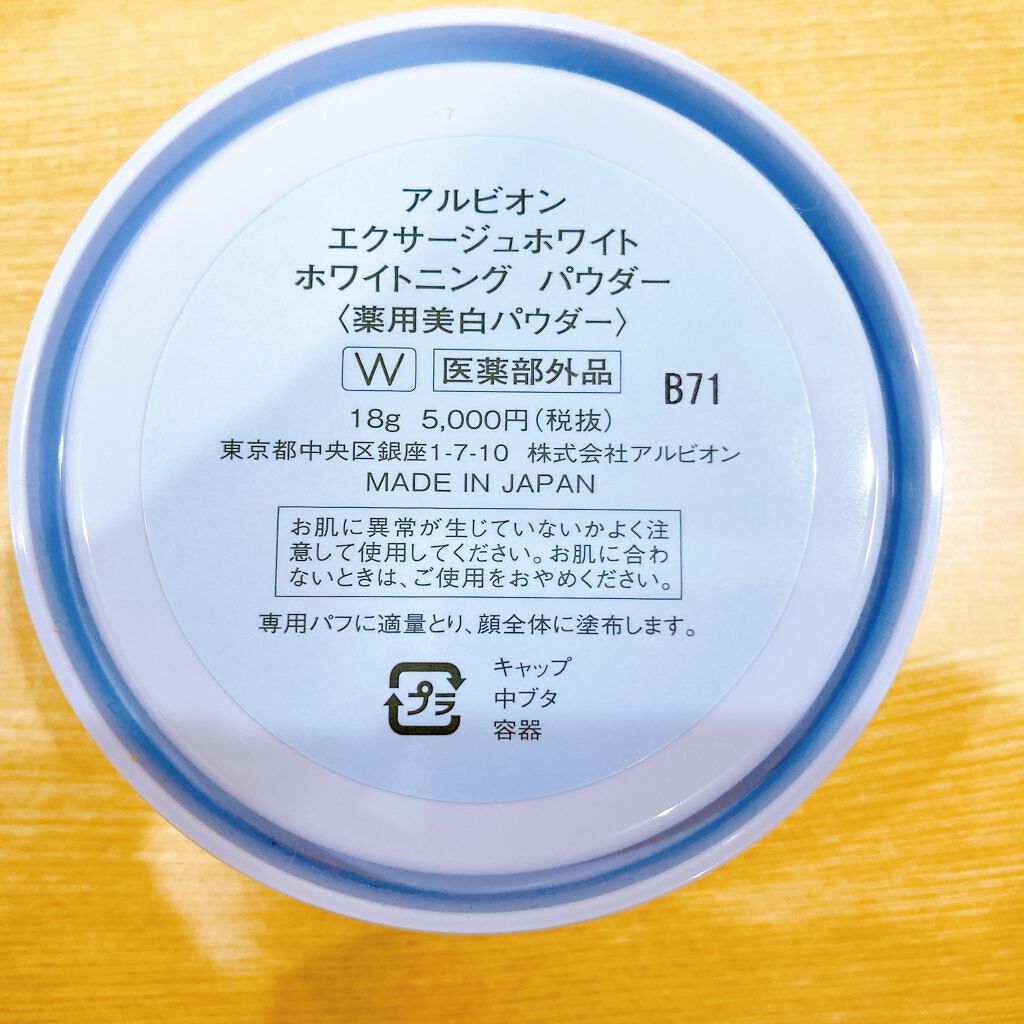 アルビオン
エクサージュホワイト
ホワイトニング パウダー
〈薬用美白パウダー〉
W 医薬部外品 B71
18g 5,000円(税抜)
東京都中央区銀座1-7-10 株式会社アルビオン
MADE IN JAPAN
お肌に異常が生じていないかよく注
意して使用してください。お肌に合わ
ないときは、ご使用をおやめください。
専用パフに適量とり、顔全体に塗布します。
プラ キャップ
中ブタ
容器